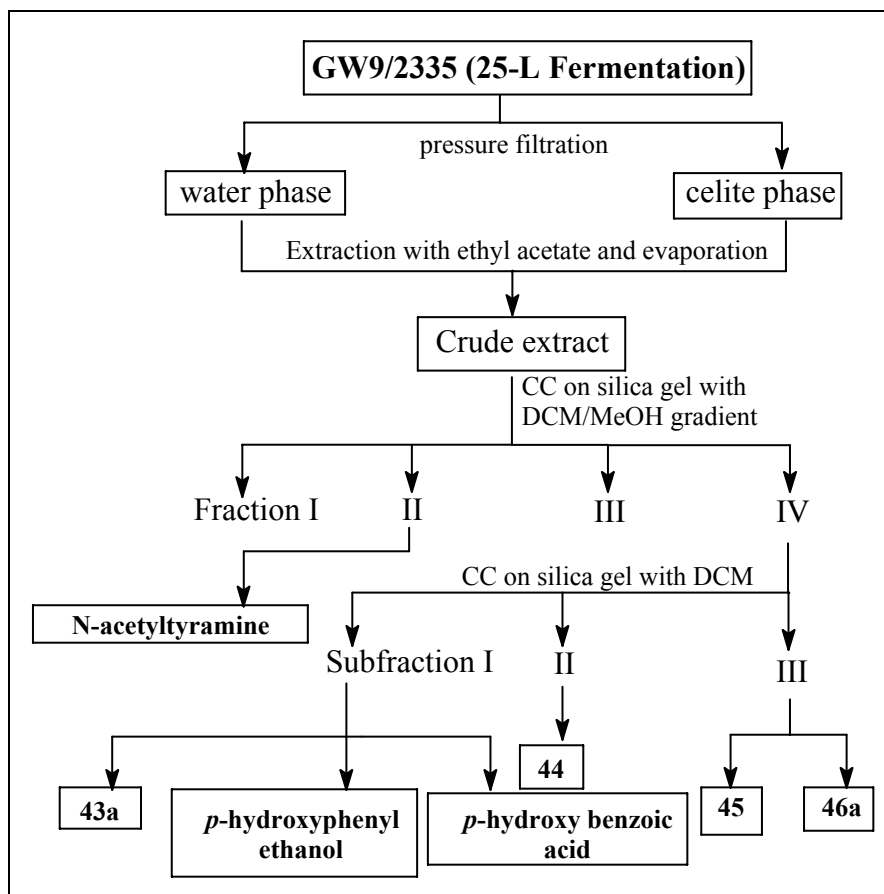 GW9/2335 (25-L Fermentation)
pressure filtration
water phase
celite phase
Extraction with ethyl acetate and evaporation
Crude extract
CC on silica gel with
DCM/MeOH gradient
Fraction I
II
III
IV
CC on silica gel with DCM
N-acetyltyramine
Subfraction I
II
III
43a
p-hydroxyphenyl
ethanol
44
p-hydroxy benzoic
acid
45
46a